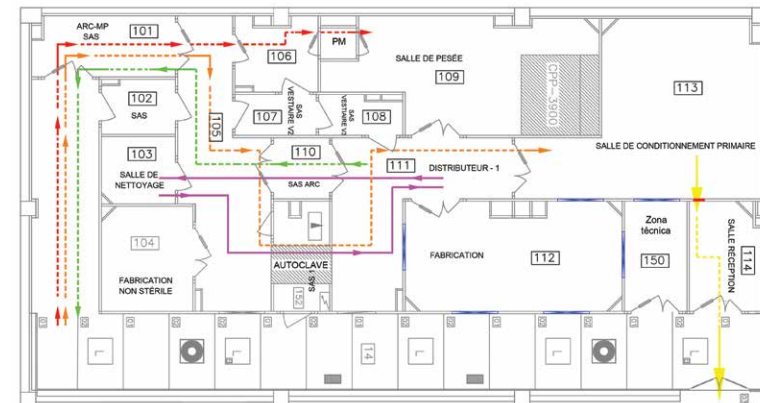 ARC-MP
SAS
101
106
PM
SALLE DE PESÉE
109
CPP-3900
113
102
SAS
105
107
SAS
VESTIAIRE V2
SAS
VESTIAIRE V3
108
103
SALLE DE
NETTOYAGE
110
SAS ARC
111
DISTRIBUTEUR - 1
SALLE DE CONDITIONNEMENT PRIMAIRE
104
FABRICATION
NON STÉRILE
AUTOCLAVE
SAS 1
152
FABRICATION
112
Zona
técnica
150
SALLE RÉCEPTION
114
L
L
14
L
L